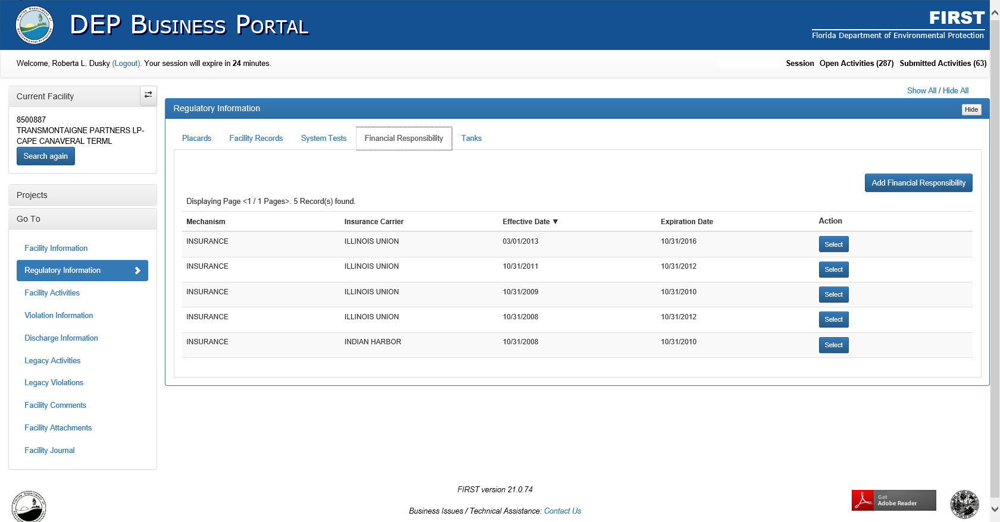 DEP BUSINESS PORTAL
FIRST
Florida Department of Environmental Protection
Welcome, Roberta L. Dusky (Logout). Your session will expire in 24 minutes.
Session Open Activities (287) Submitted Activities (63)
Show All / Hide All
Current Facility
8500887
TRANSMONTAIGNE PARTNERS LP-
CAPE CANAVERAL TERML
Search again
Projects
Go To
Facility Information
Regulatory Information
Facility Activities
Violation Information
Discharge Information
Legacy Activities
Legacy Violations
Facility Comments
Facility Attachments
Facility Journal
Regulatory Information
Hide
Placards Facility Records System Tests Financial Responsibility Tanks
Add Financial Responsibility
Displaying Page <1 / 1 Pages>. 5 Record(s) found.
Mechanism Insurance Carrier Effective Date ▼ Expiration Date Action
INSURANCE ILLINOIS UNION 03/01/2013 10/31/2016 Select
INSURANCE ILLINOIS UNION 10/31/2011 10/31/2012 Select
INSURANCE ILLINOIS UNION 10/31/2009 10/31/2010 Select
INSURANCE ILLINOIS UNION 10/31/2008 10/31/2012 Select
INSURANCE INDIAN HARBOR 10/31/2008 10/31/2010 Select
FIRST version 21.0.74
Business Issues / Technical Assistance: Contact Us
Get
Adobe Reader